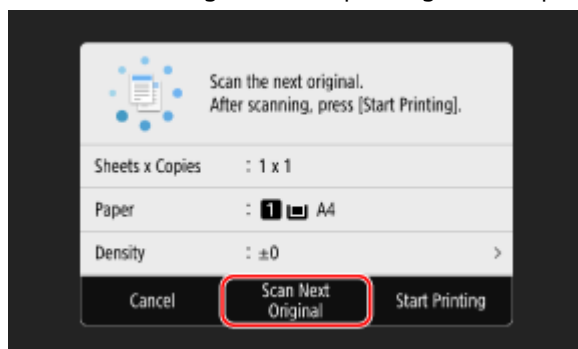 Scan the next original.
After scanning, press [Start Printing].
Sheets x Copies : 1 x 1
Paper : 1 A4
Density : ±0 >
Cancel Scan Next Original Start Printing